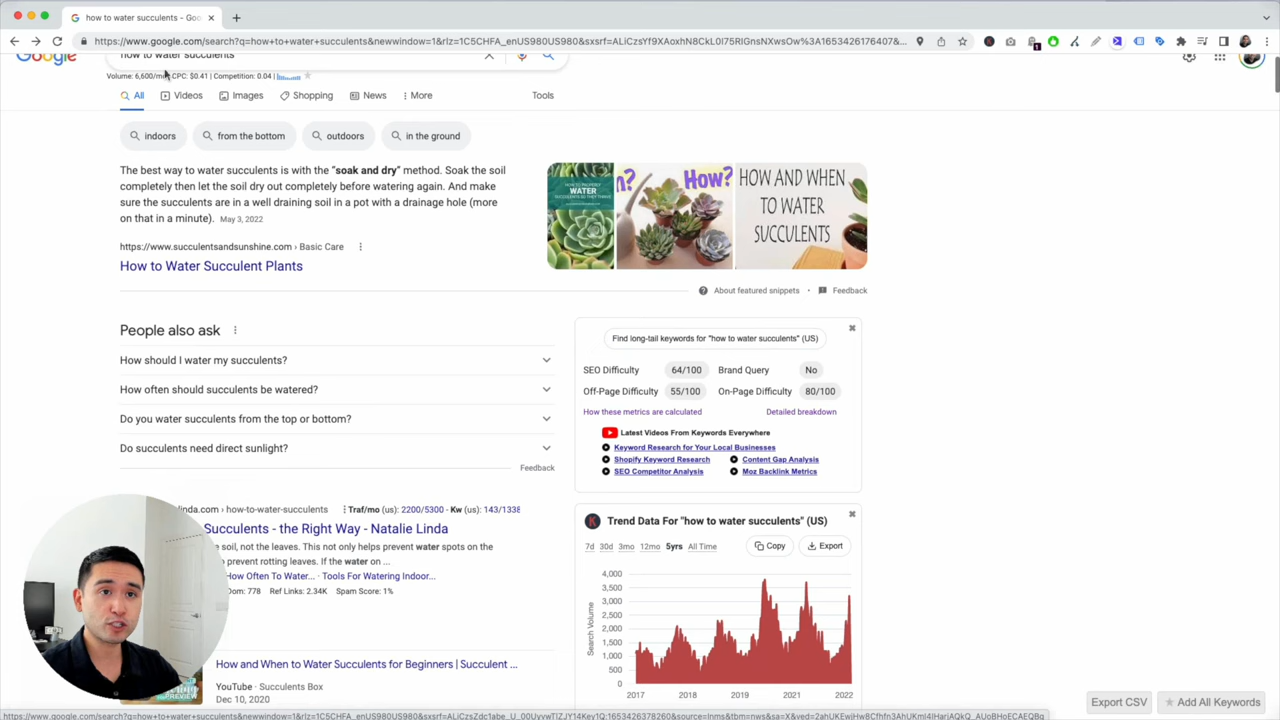 how to water succulents - Goo
https://www.google.com/search?q=how+to+water+succulents&newwindow=1&rlz=1C5CHFA_enUS980US980&sxsrf=ALiCzsYf9XAoxhN8CkL0I75RIGnsNXwsOw%3A1653426176407&...
Google
how to water succulents
Volume: 6,600/mo | CPC: $0.41 | Competition: 0.04
All Videos Images Shopping News More Tools
indoors from the bottom outdoors in the ground
The best way to water succulents is with the "soak and dry" method. Soak the soil
completely then let the soil dry out completely before watering again. And make
sure the succulents are in a well draining soil in a pot with a drainage hole (more
on that in a minute). May 3, 2022
HOW TO PROPERLY
WATER
How?
HOW AND WHEN
TO WATER
SUCCULENTS
https://www.succulentsandsunshine.com › Basic Care
How to Water Succulent Plants
About featured snippets • Feedback
People also ask
How should I water my succulents?
How often should succulents be watered?
Do you water succulents from the top or bottom?
Do succulents need direct sunlight?
Feedback
Find long-tail keywords for "how to water succulents" (US)
SEO Difficulty 64/100 Brand Query No
Off-Page Difficulty 55/100 On-Page Difficulty 80/100
How these metrics are calculated Detailed breakdown
Latest Videos From Keywords Everywhere
Keyword Research for Your Local Businesses
Shopify Keyword Research Content Gap Analysis
SEO Competitor Analysis Moz Backlink Metrics
linda.com › how-to-water-succulents Traf/mo (us): 2200/5300 - Kw (us): 143/1338
Succulents - the Right Way - Natalie Linda
soil, not the leaves. This not only helps prevent water spots on the
prevent rotting leaves. If the water on ...
How Often To Water... · Tools For Watering Indoor...
Dom: 778 Ref Links: 2.34K Spam Score: 1%
How and When to Water Succulents for Beginners | Succulent ...
YouTube · Succulents Box
Dec 10, 2020
PREVIEW
Trend Data For "how to water succulents" (US)
7d 30d 3mo 12mo 5yrs All Time Copy Export
Search Volume
4,000
3,500
3,000
2,500
2,000
1,500
1,000
500
0
2017 2018 2019 2021 2022
Export CSV Add All Keywords